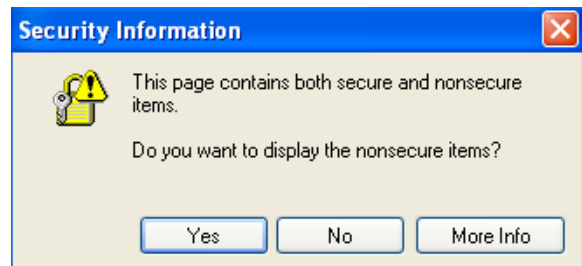 Security Information
This page contains both secure and nonsecure
items.
Do you want to display the nonsecure items?
Yes No More Info